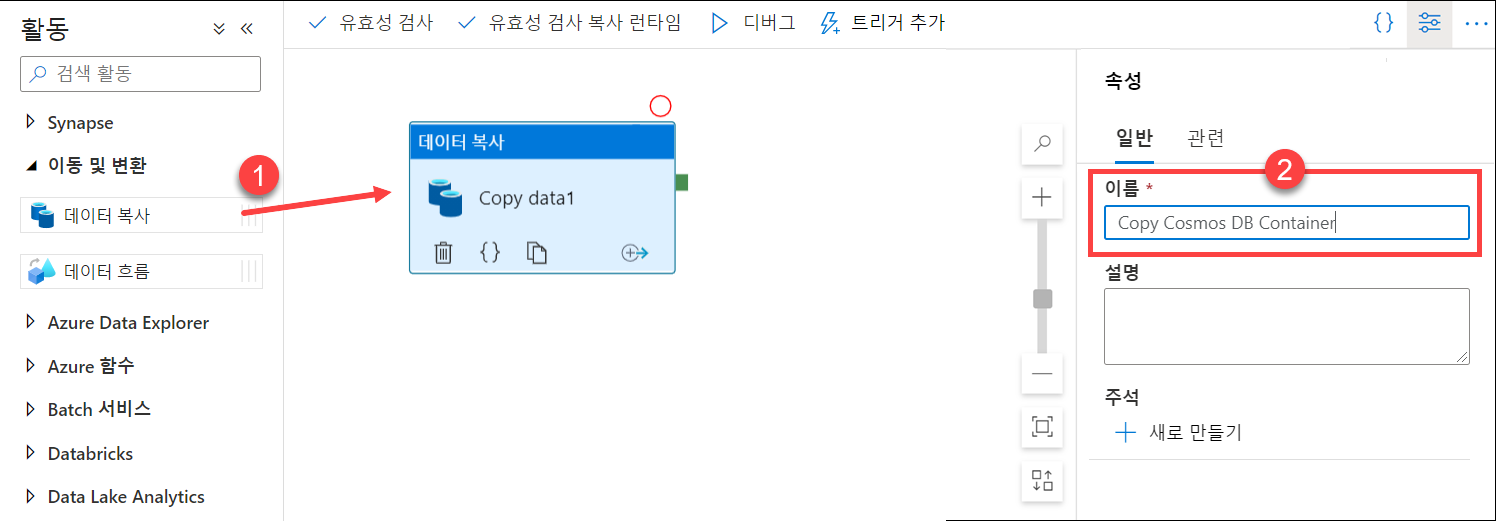 활동
검색 활동
Synapse
이동 및 변환
데이터 복사
데이터 흐름
Azure Data Explorer
Azure 함수
Batch 서비스
Databricks
Data Lake Analytics
유효성 검사
유효성 검사 복사 런타임
디버그
트리거 추가
1
데이터 복사
Copy data1
속성
일반
관련
2
이름 *
Copy Cosmos DB Container
설명
주석
새로 만들기